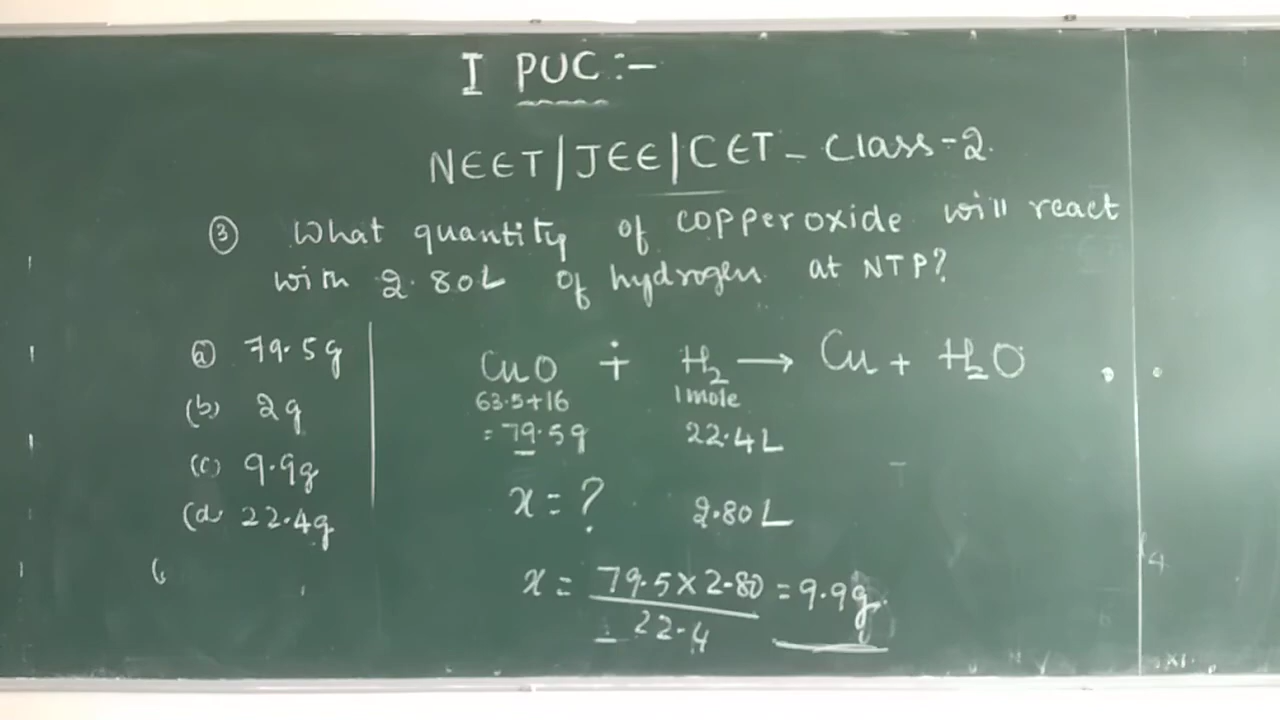 I PUC:-
NEET/JEE/CET - Class-2.
③ What quantity of copper oxide will react
with 2.80L of hydrogen at NTP?
ⓐ 79.5g
(b) 2g
(c) 9.9g
(d) 22.4g
CuO + H₂ → Cu + H₂O
63.5+16 1 mole
= 79.5g 22.4L
x = ? 2.80L
x = 79.5 x 2.80 = 9.9g.
22.4